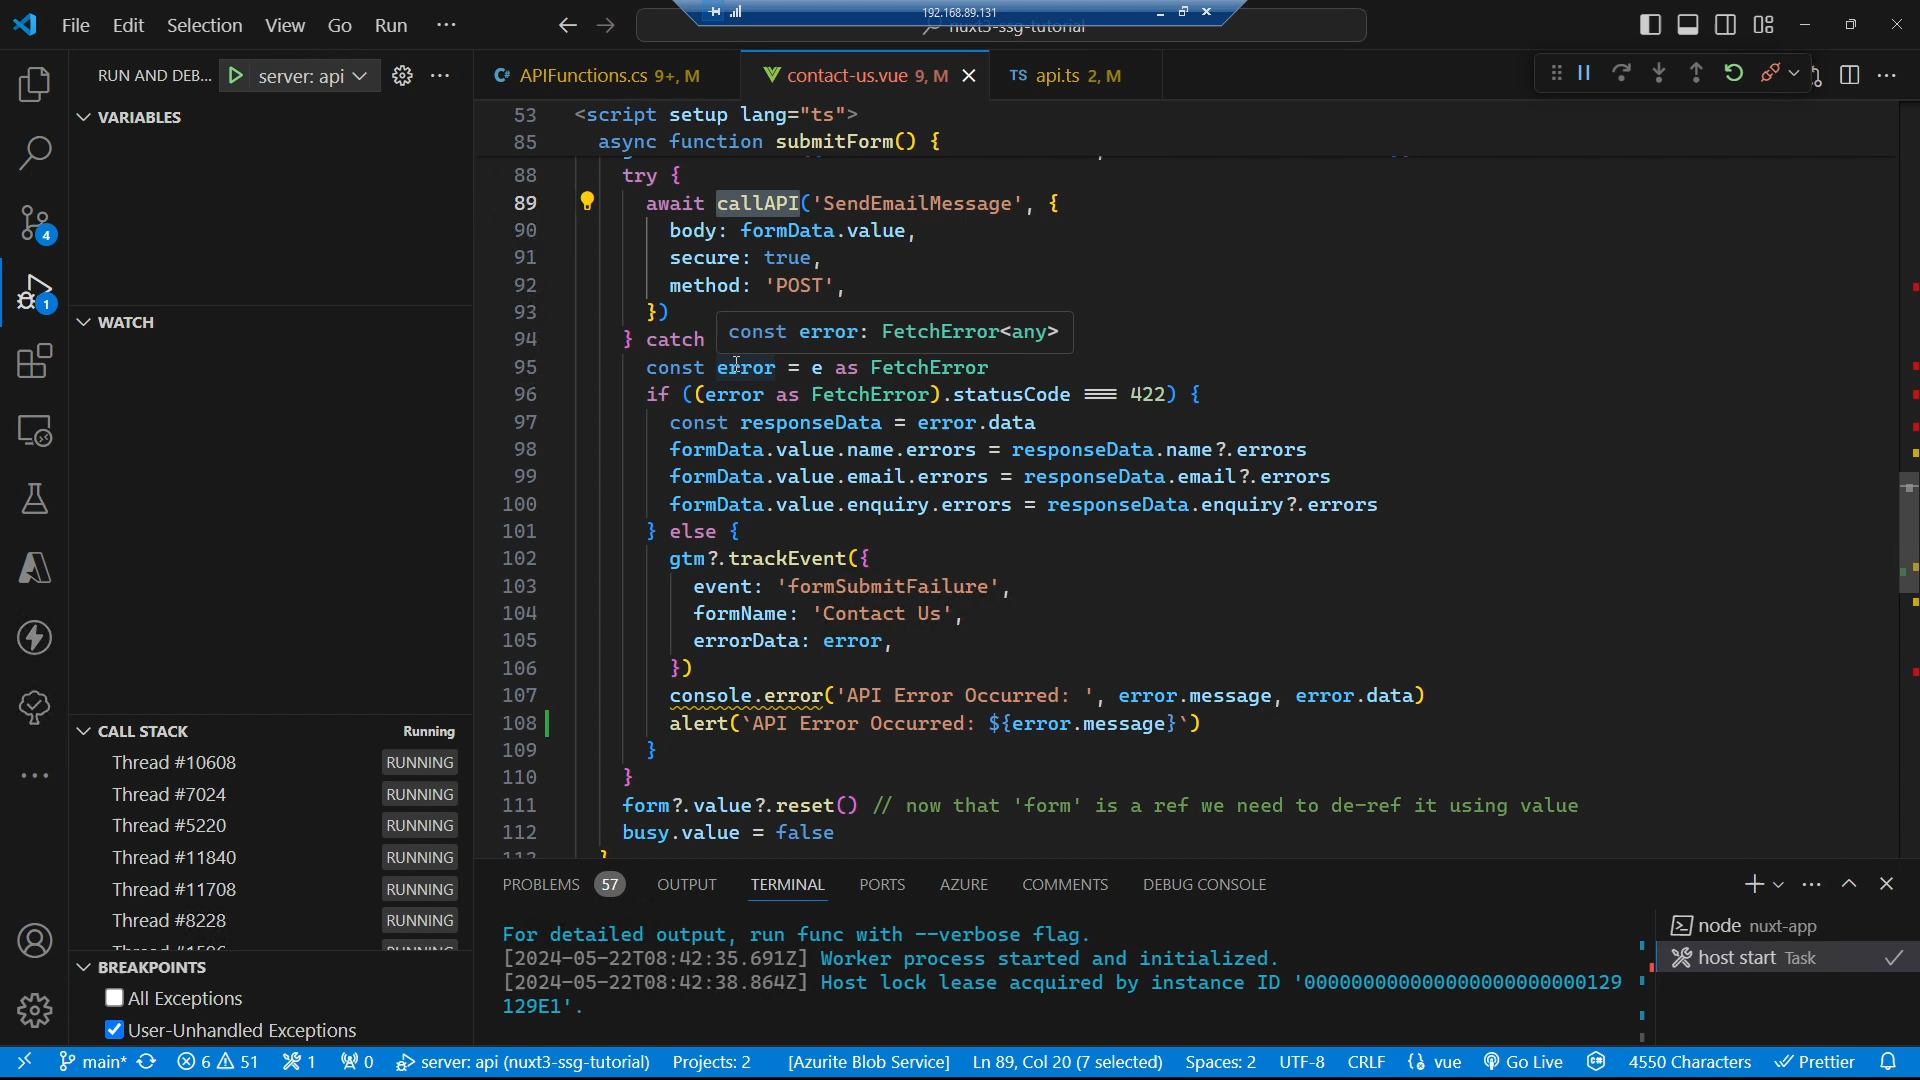 File Edit Selection View Go Run ···
192.168.89.131
nuxt3-ssg-tutorial
RUN AND DEB... server: api
APIFunctions.cs 9+, M
contact-us.vue 9, M
TS api.ts 2, M
VARIABLES
WATCH
CALL STACK Running
Thread #10608 RUNNING
Thread #7024 RUNNING
Thread #5220 RUNNING
Thread #11840 RUNNING
Thread #11708 RUNNING
Thread #8228 RUNNING
BREAKPOINTS
All Exceptions
User-Unhandled Exceptions
4
1
53 <script setup lang="ts">
85 async function submitForm() {
88 try {
89 await callAPI('SendEmailMessage', {
90 body: formData.value,
91 secure: true,
92 method: 'POST',
93 })
94 } catch
const error: FetchError<any>
95 const error = e as FetchError
96 if ((error as FetchError).statusCode === 422) {
97 const responseData = error.data
98 formData.value.name.errors = responseData.name?.errors
99 formData.value.email.errors = responseData.email?.errors
100 formData.value.enquiry.errors = responseData.enquiry?.errors
101 } else {
102 gtm?.trackEvent({
103 event: 'formSubmitFailure',
104 formName: 'Contact Us',
105 errorData: error,
106 })
107 console.error('API Error Occurred: ', error.message, error.data)
108 alert(`API Error Occurred: ${error.message}`)
109 }
110 }
111 form?.value?.reset() // now that 'form' is a ref we need to de-ref it using value
112 busy.value = false
PROBLEMS 57 OUTPUT TERMINAL PORTS AZURE COMMENTS DEBUG CONSOLE
For detailed output, run func with --verbose flag.
[2024-05-22T08:42:35.691Z] Worker process started and initialized.
[2024-05-22T08:42:38.864Z] Host lock lease acquired by instance ID '000000000000000000000000129
129E1'.
node nuxt-app
host start Task
main* 6 51 1 0 server: api (nuxt3-ssg-tutorial) Projects: 2 [Azurite Blob Service] Ln 89, Col 20 (7 selected) Spaces: 2 UTF-8 CRLF {} vue Go Live 4550 Characters Prettier